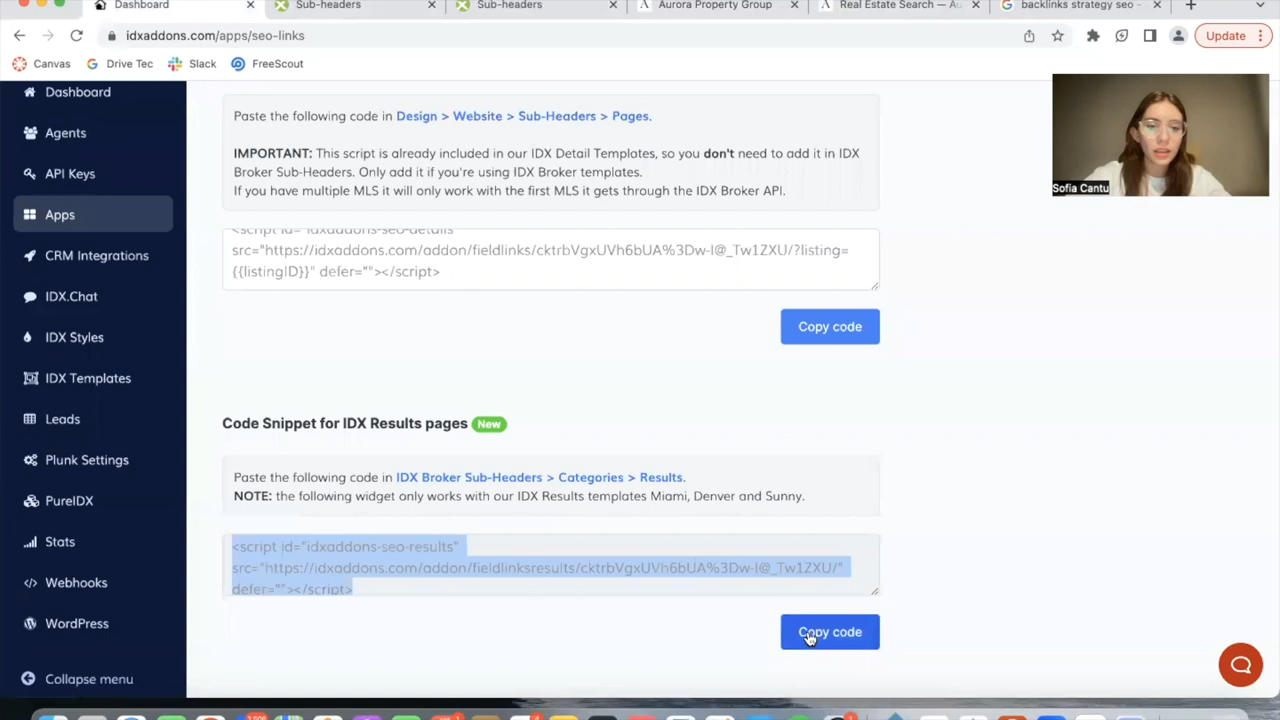 Dashboard
Sub-headers
Sub-headers
Aurora Property Group
Real Estate Search — Au
backlinks strategy seo -
idxaddons.com/apps/seo-links
Update
Canvas
Drive Tec
Slack
FreeScout
Dashboard
Agents
API Keys
Apps
CRM Integrations
IDX.Chat
IDX Styles
IDX Templates
Leads
Plunk Settings
PureIDX
Stats
Webhooks
WordPress
Collapse menu
Paste the following code in Design > Website > Sub-Headers > Pages.
IMPORTANT: This script is already included in our IDX Detail Templates, so you don't need to add it in IDX
Broker Sub-Headers. Only add it if you're using IDX Broker templates.
If you have multiple MLS it will only work with the first MLS it gets through the IDX Broker API.
<script id="idxaddons-seo-details"
src="https://idxaddons.com/addon/fieldlinks/cktrbVgxUVh6bUA%3Dw-I@_Tw1ZXU/?listing=
{{listingID}}" defer=""></script>
Copy code
Code Snippet for IDX Results pages New
Paste the following code in IDX Broker Sub-Headers > Categories > Results.
NOTE: the following widget only works with our IDX Results templates Miami, Denver and Sunny.
<script id="idxaddons-seo-results"
src="https://idxaddons.com/addon/fieldlinksresults/cktrbVgxUVh6bUA%3Dw-I@_Tw1ZXU/"
defer=""></script>
Copy code
Sofia Cantu